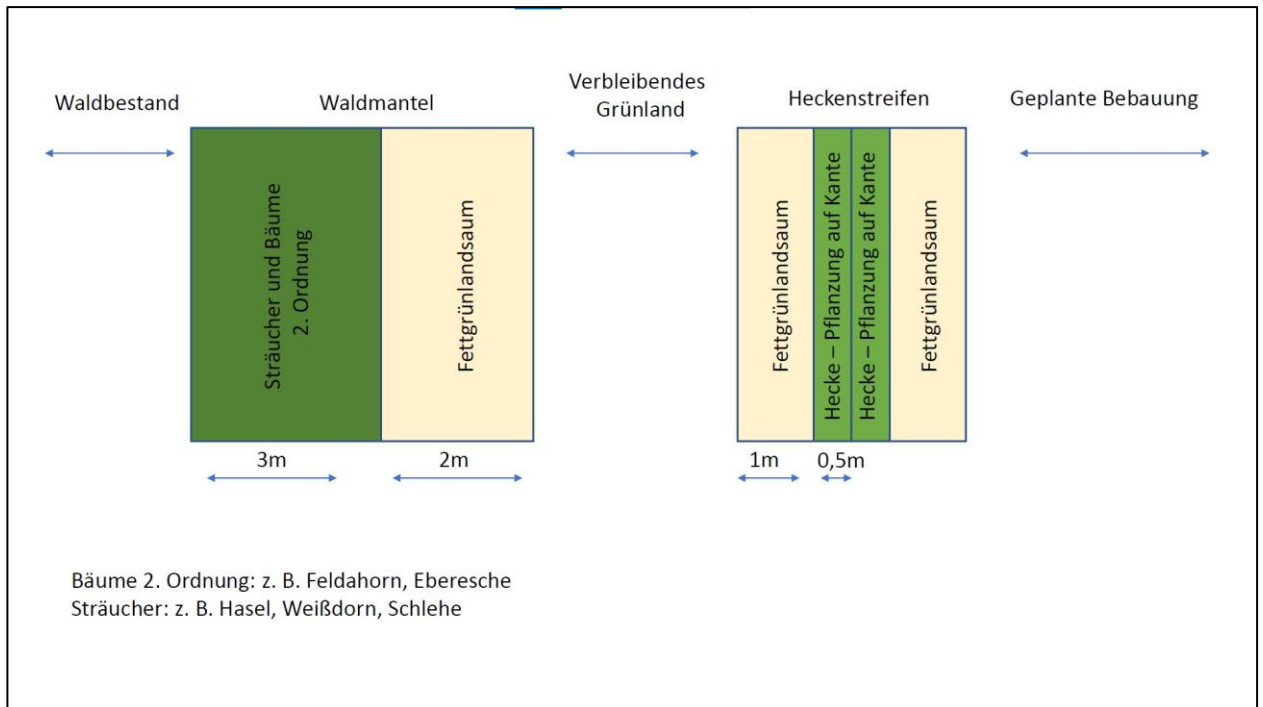 Waldbestand
Waldmantel
Verbleibendes
Grünland
Heckenstreifen
Geplante Bebauung
Sträucher und Bäume
2. Ordnung
Fettgrünlandsaum
Fettgrünlandsaum
Hecke – Pflanzung auf Kante
Hecke – Pflanzung auf Kante
Fettgrünlandsaum
3m
2m
1m
0,5m
Bäume 2. Ordnung: z. B. Feldahorn, Eberesche
Sträucher: z. B. Hasel, Weißdorn, Schlehe